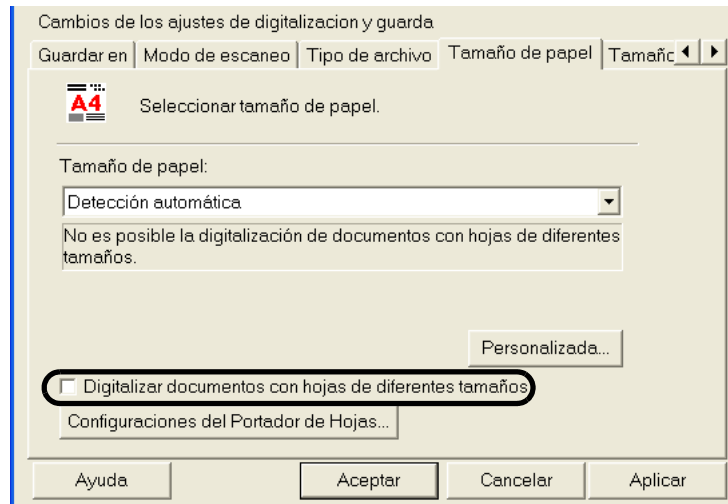 Cambios de los ajustes de digitalizacion y guarda
Guardar en Modo de escaneo Tipo de archivo Tamaño de papel Tamañc
A4 Seleccionar tamaño de papel.
Tamaño de papel:
Detección automática
No es posible la digitalización de documentos con hojas de diferentes
tamaños.
Personalizada...
Digitalizar documentos con hojas de diferentes tamaños
Configuraciones del Portador de Hojas...
Ayuda Aceptar Cancelar Aplicar